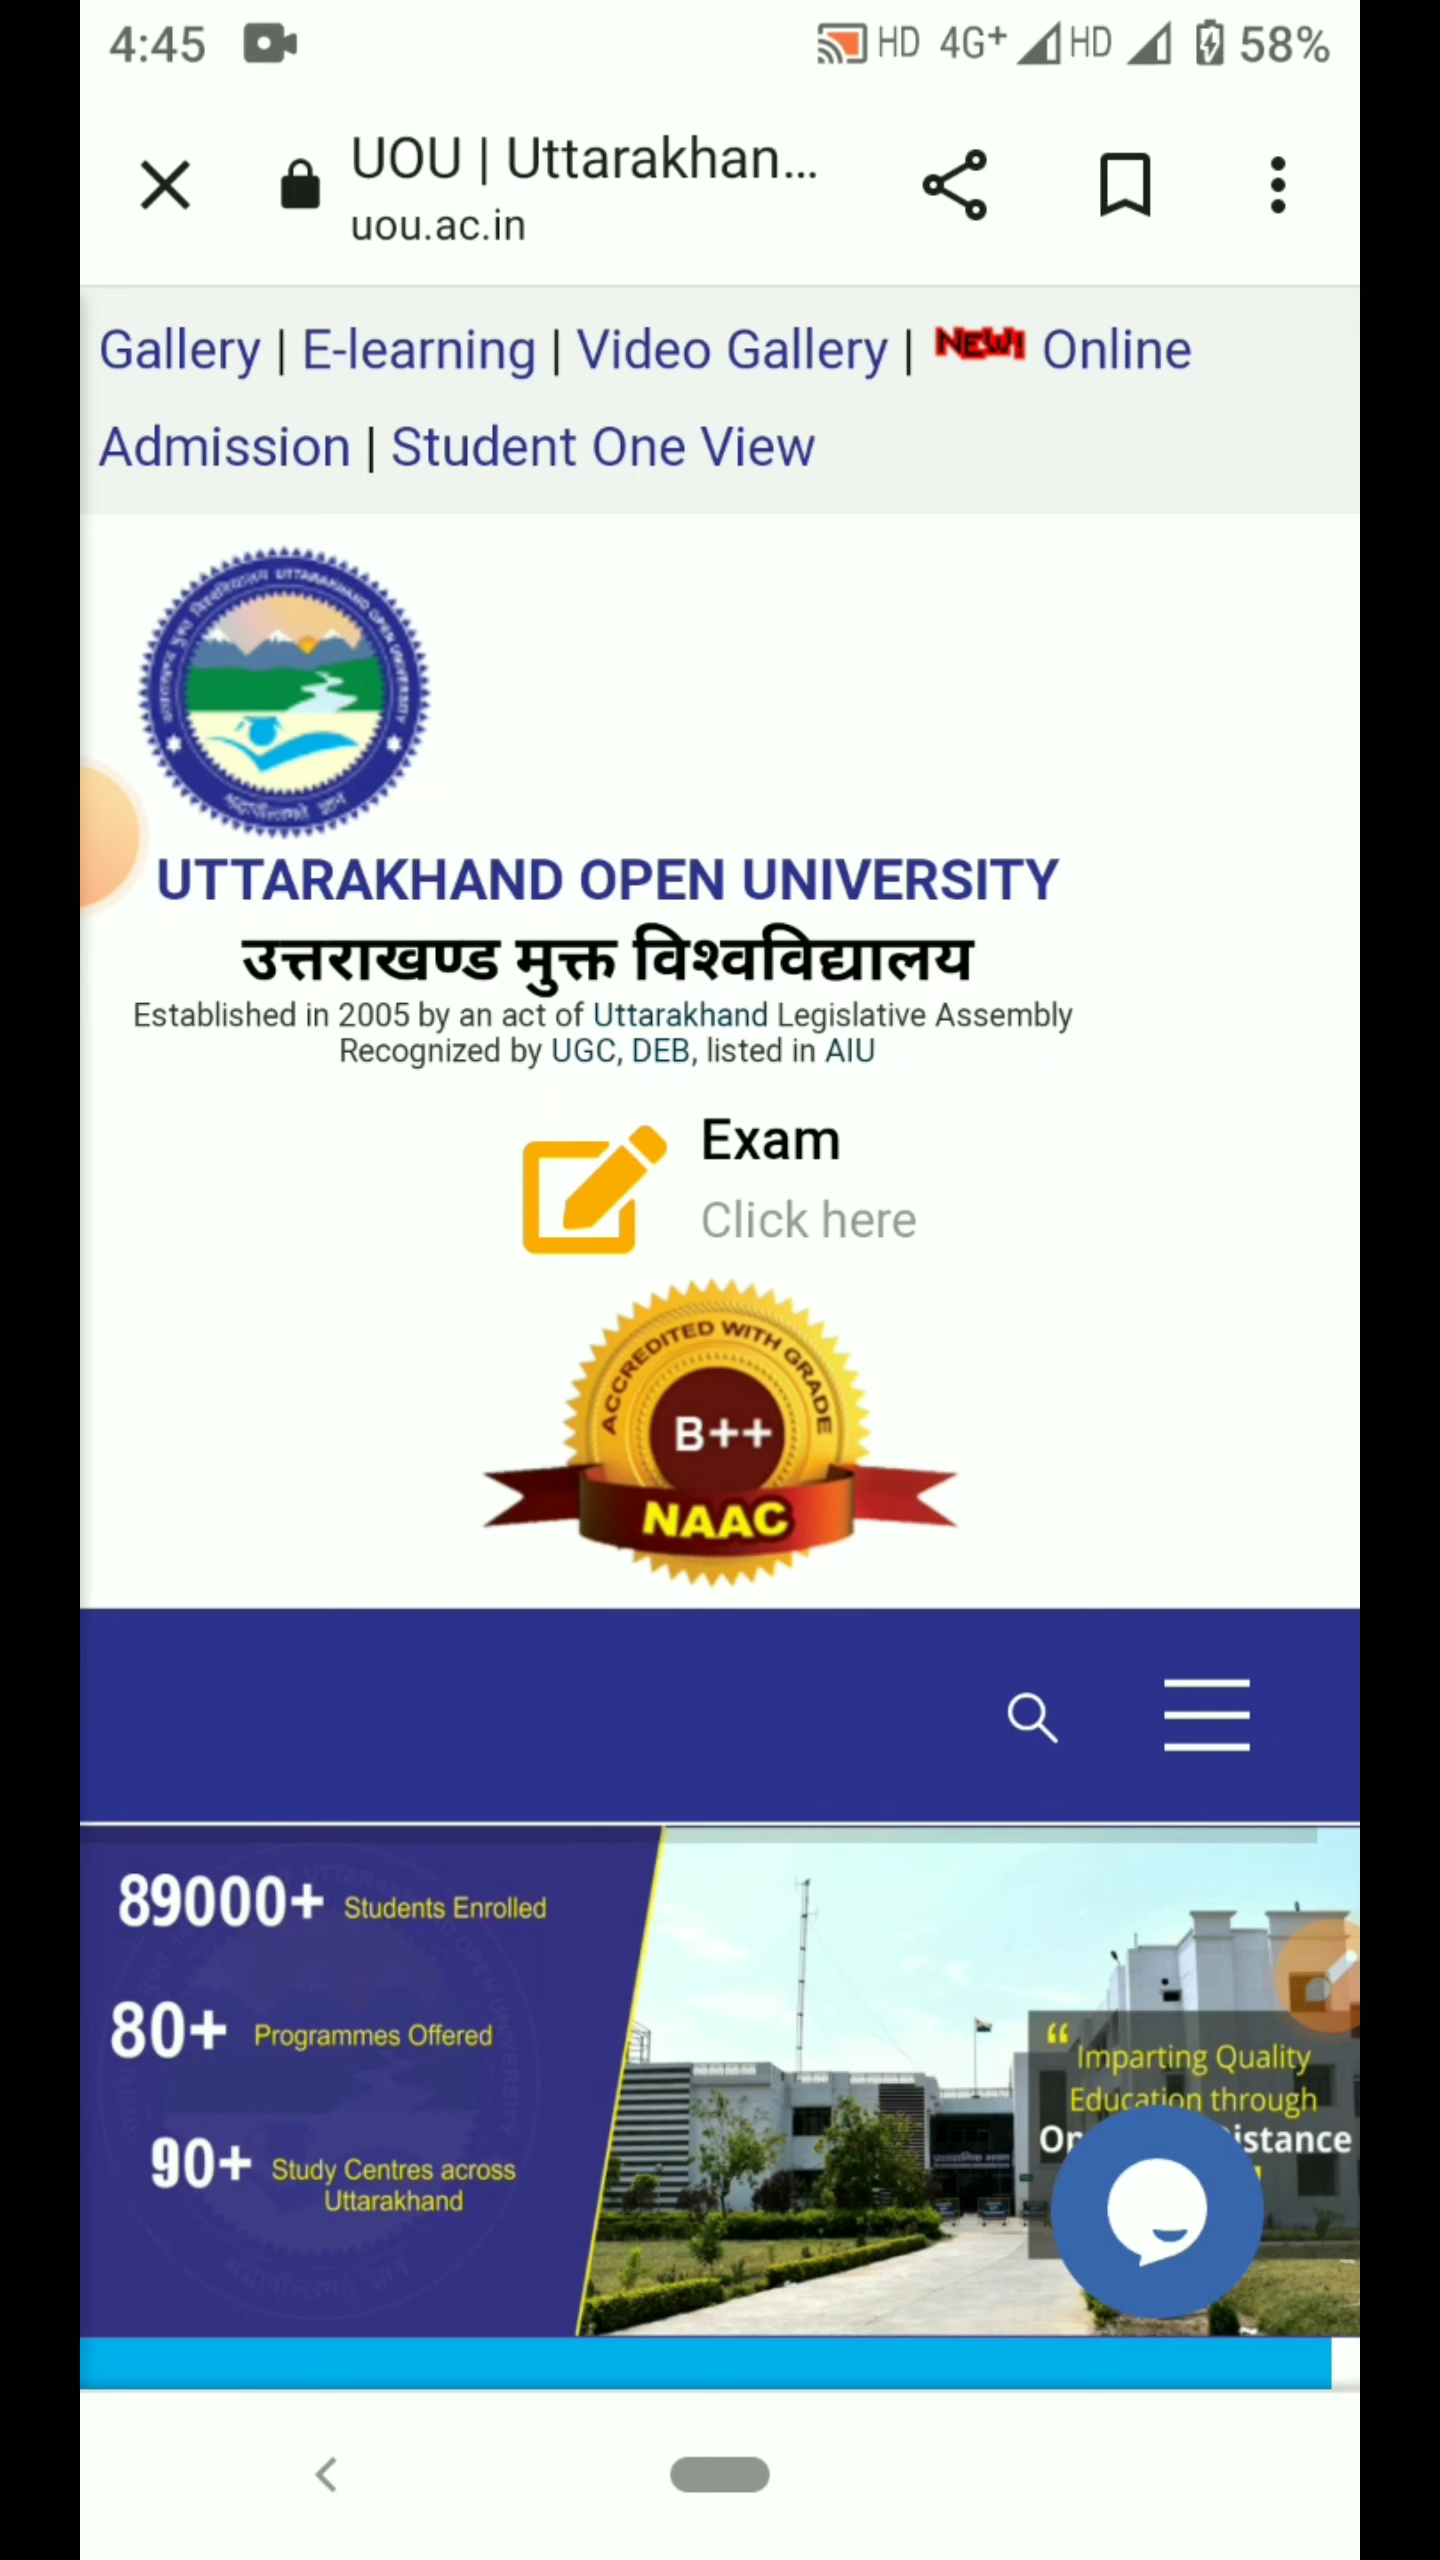 4:45 HD 4G+ HD 58%
UOU | Uttarakhan...
uou.ac.in
Gallery | E-learning | Video Gallery | NEW! Online
Admission | Student One View
UTTARAKHAND OPEN UNIVERSITY
UTTARAKHAND OPEN UNIVERSITY
उत्तराखण्ड मुक्त विश्वविद्यालय
Established in 2005 by an act of Uttarakhand Legislative Assembly
Recognized by UGC, DEB, listed in AIU
Exam
Click here
ACCREDITED WITH GRADE
B++
NAAC
89000+ Students Enrolled
80+ Programmes Offered
90+ Study Centres across
Uttarakhand
“ Imparting Quality
Education through